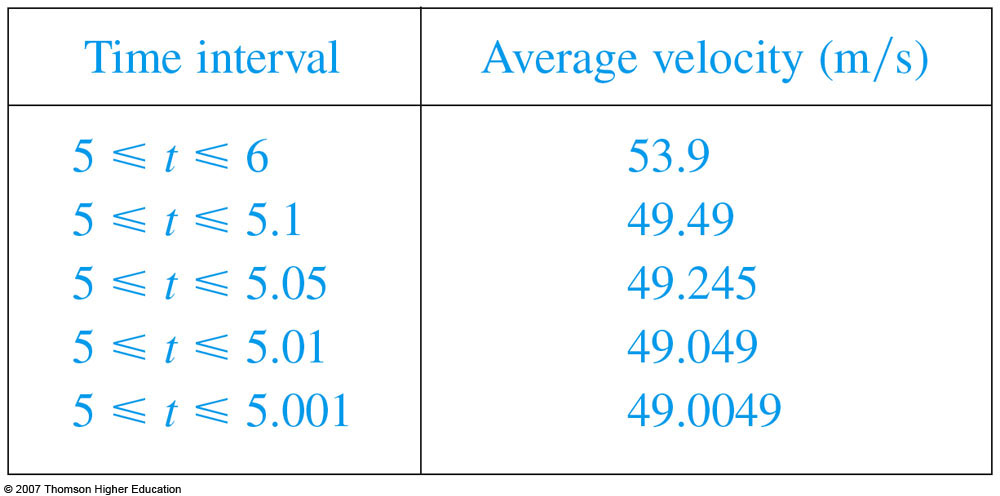 Time interval Average velocity (m/s)
5 ⩽ t ⩽ 6 53.9
5 ⩽ t ⩽ 5.1 49.49
5 ⩽ t ⩽ 5.05 49.245
5 ⩽ t ⩽ 5.01 49.049
5 ⩽ t ⩽ 5.001 49.0049
© 2007 Thomson Higher Education